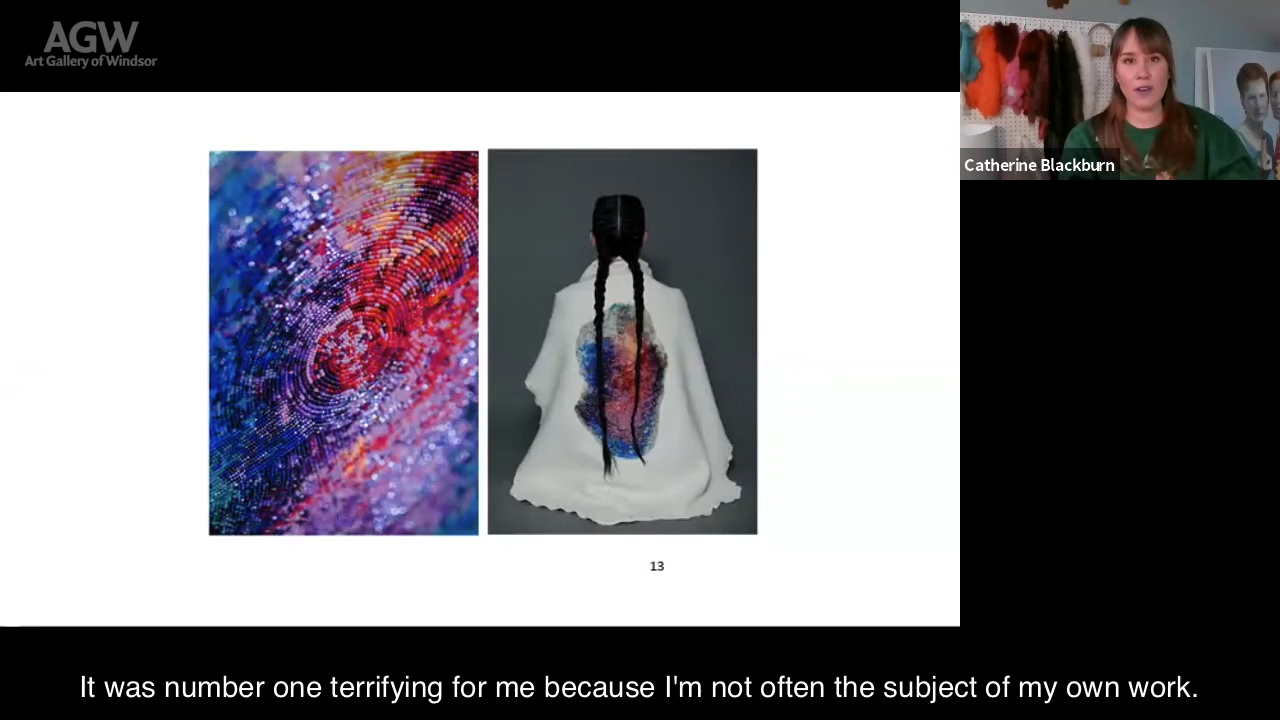 AGW
Art Gallery of Windsor
Catherine Blackburn
13
It was number one terrifying for me because I'm not often the subject of my own work.